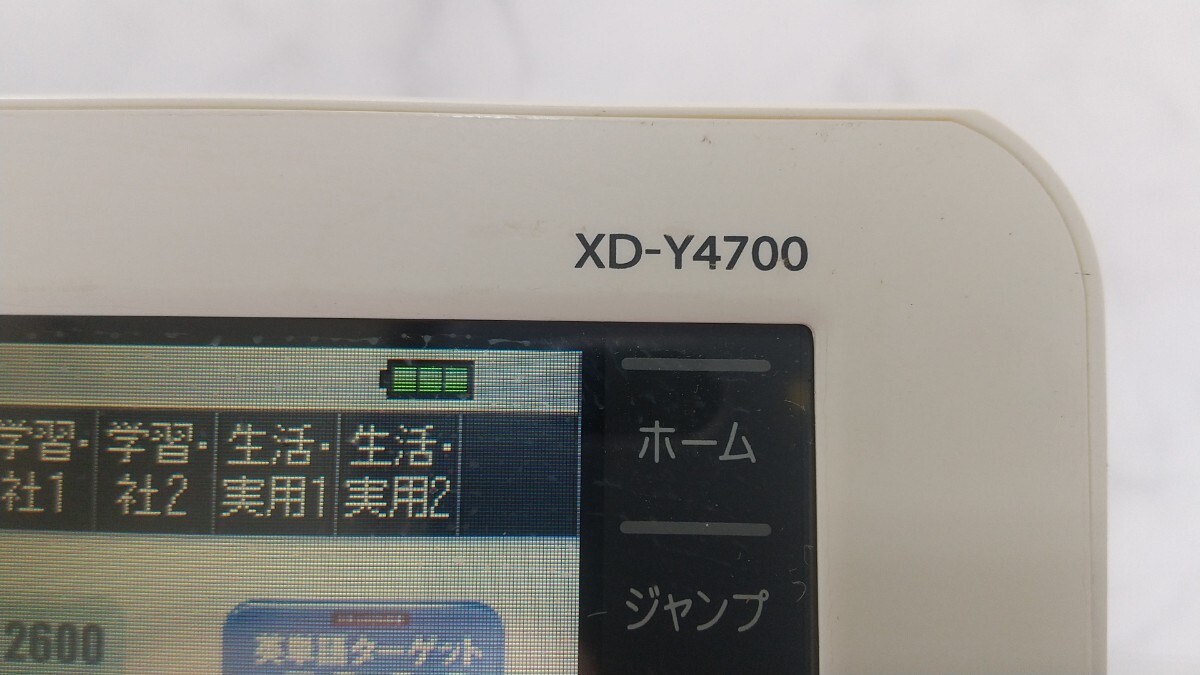 XD-Y4700
学習・
社1
学習・
社2
生活・
実用1
生活・
実用2
ホーム
ジャンプ
2600
英単語ターゲット